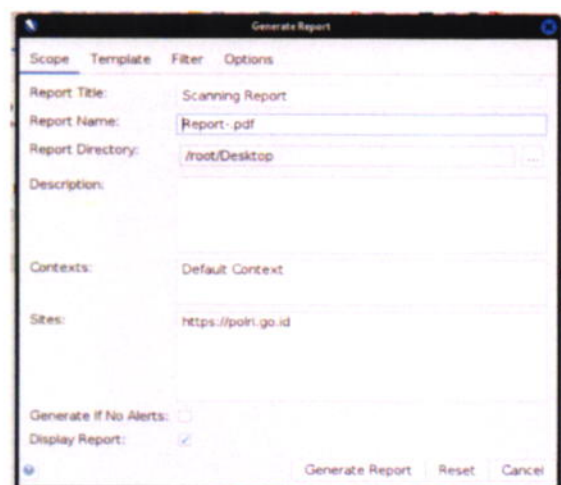 Generate Report
Scope Template Filter Options
Report Title: Scanning Report
Report Name: Report-.pdf
Report Directory: /root/Desktop ...
Description:
Contexts: Default Context
Sites: https://polri.go.id
Generate If No Alerts:
Display Report:
Generate Report Reset Cancel